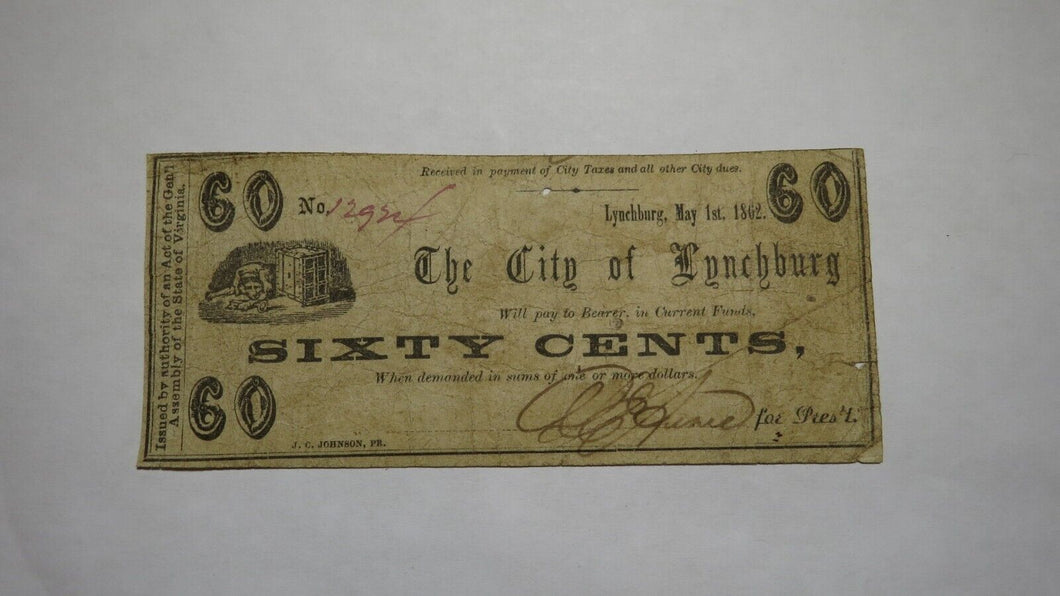 Received in payment of City Taxes and all other City dues.
60
No.
60
Lynchburg, May 1st, 1862.
The City of Lynchburg
Will pay to Bearer, in Current Funds,
SIXTY CENTS,
When demanded in sums of one or more dollars.
60
for Pres't.
J. C. JOHNSON, PR.
Issued by authority of an Act of the Gen'l
Assembly of the State of Virginia.